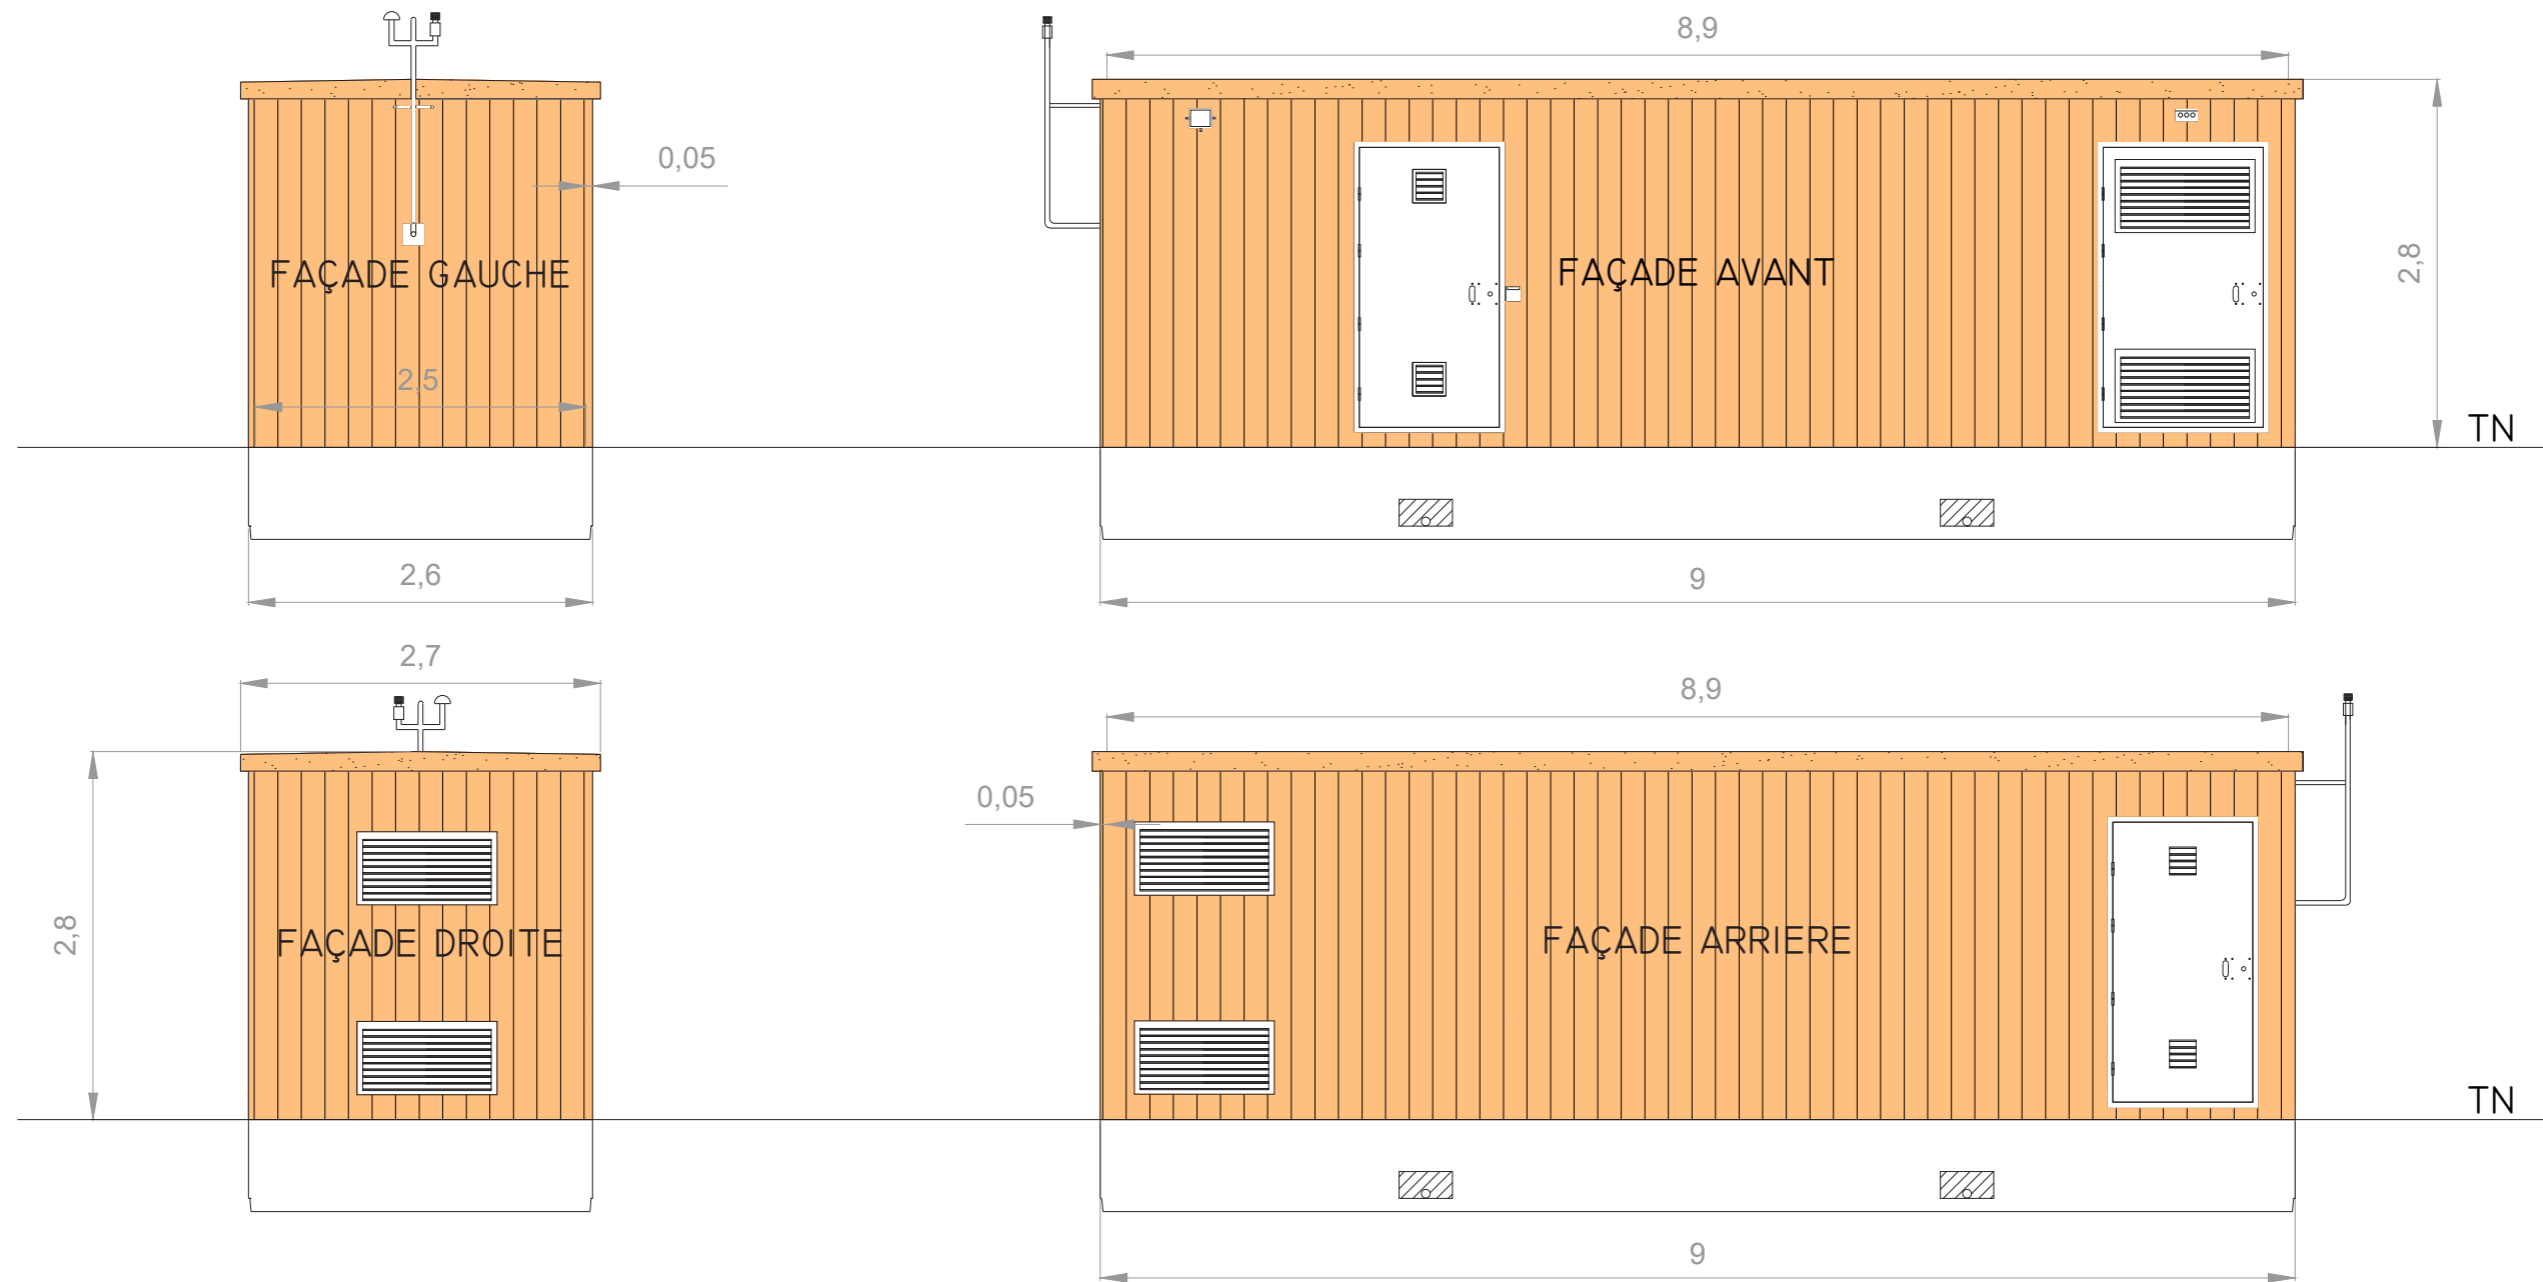 8,9
0,05
FAÇADE GAUCHE
FAÇADE AVANT
2,8
2,5
TN
2,6
9
2,7
8,9
0,05
2,8
FAÇADE DROITE
FAÇADE ARRIERE
TN
9